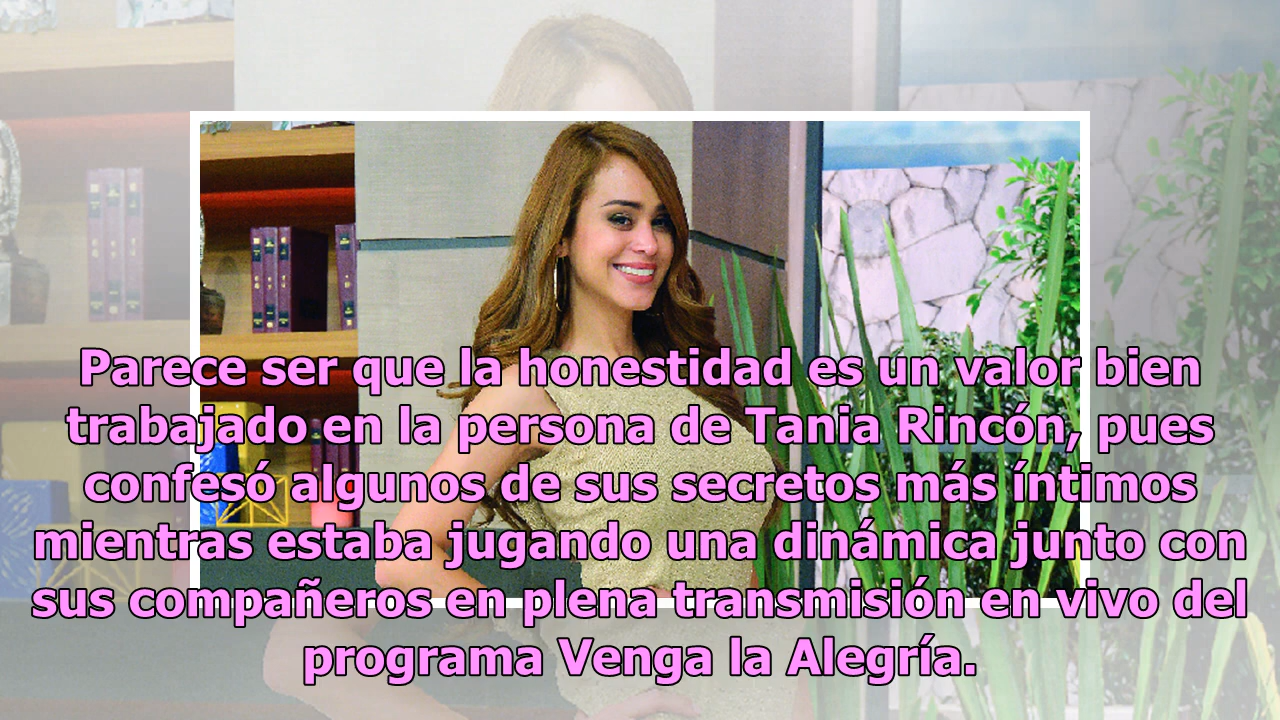 Parece ser que la honestidad es un valor bien
trabajado en la persona de Tania Rincón, pues
confesó algunos de sus secretos más íntimos
mientras estaba jugando una dinámica junto con
sus compañeros en plena transmisión en vivo del
programa Venga la Alegría.